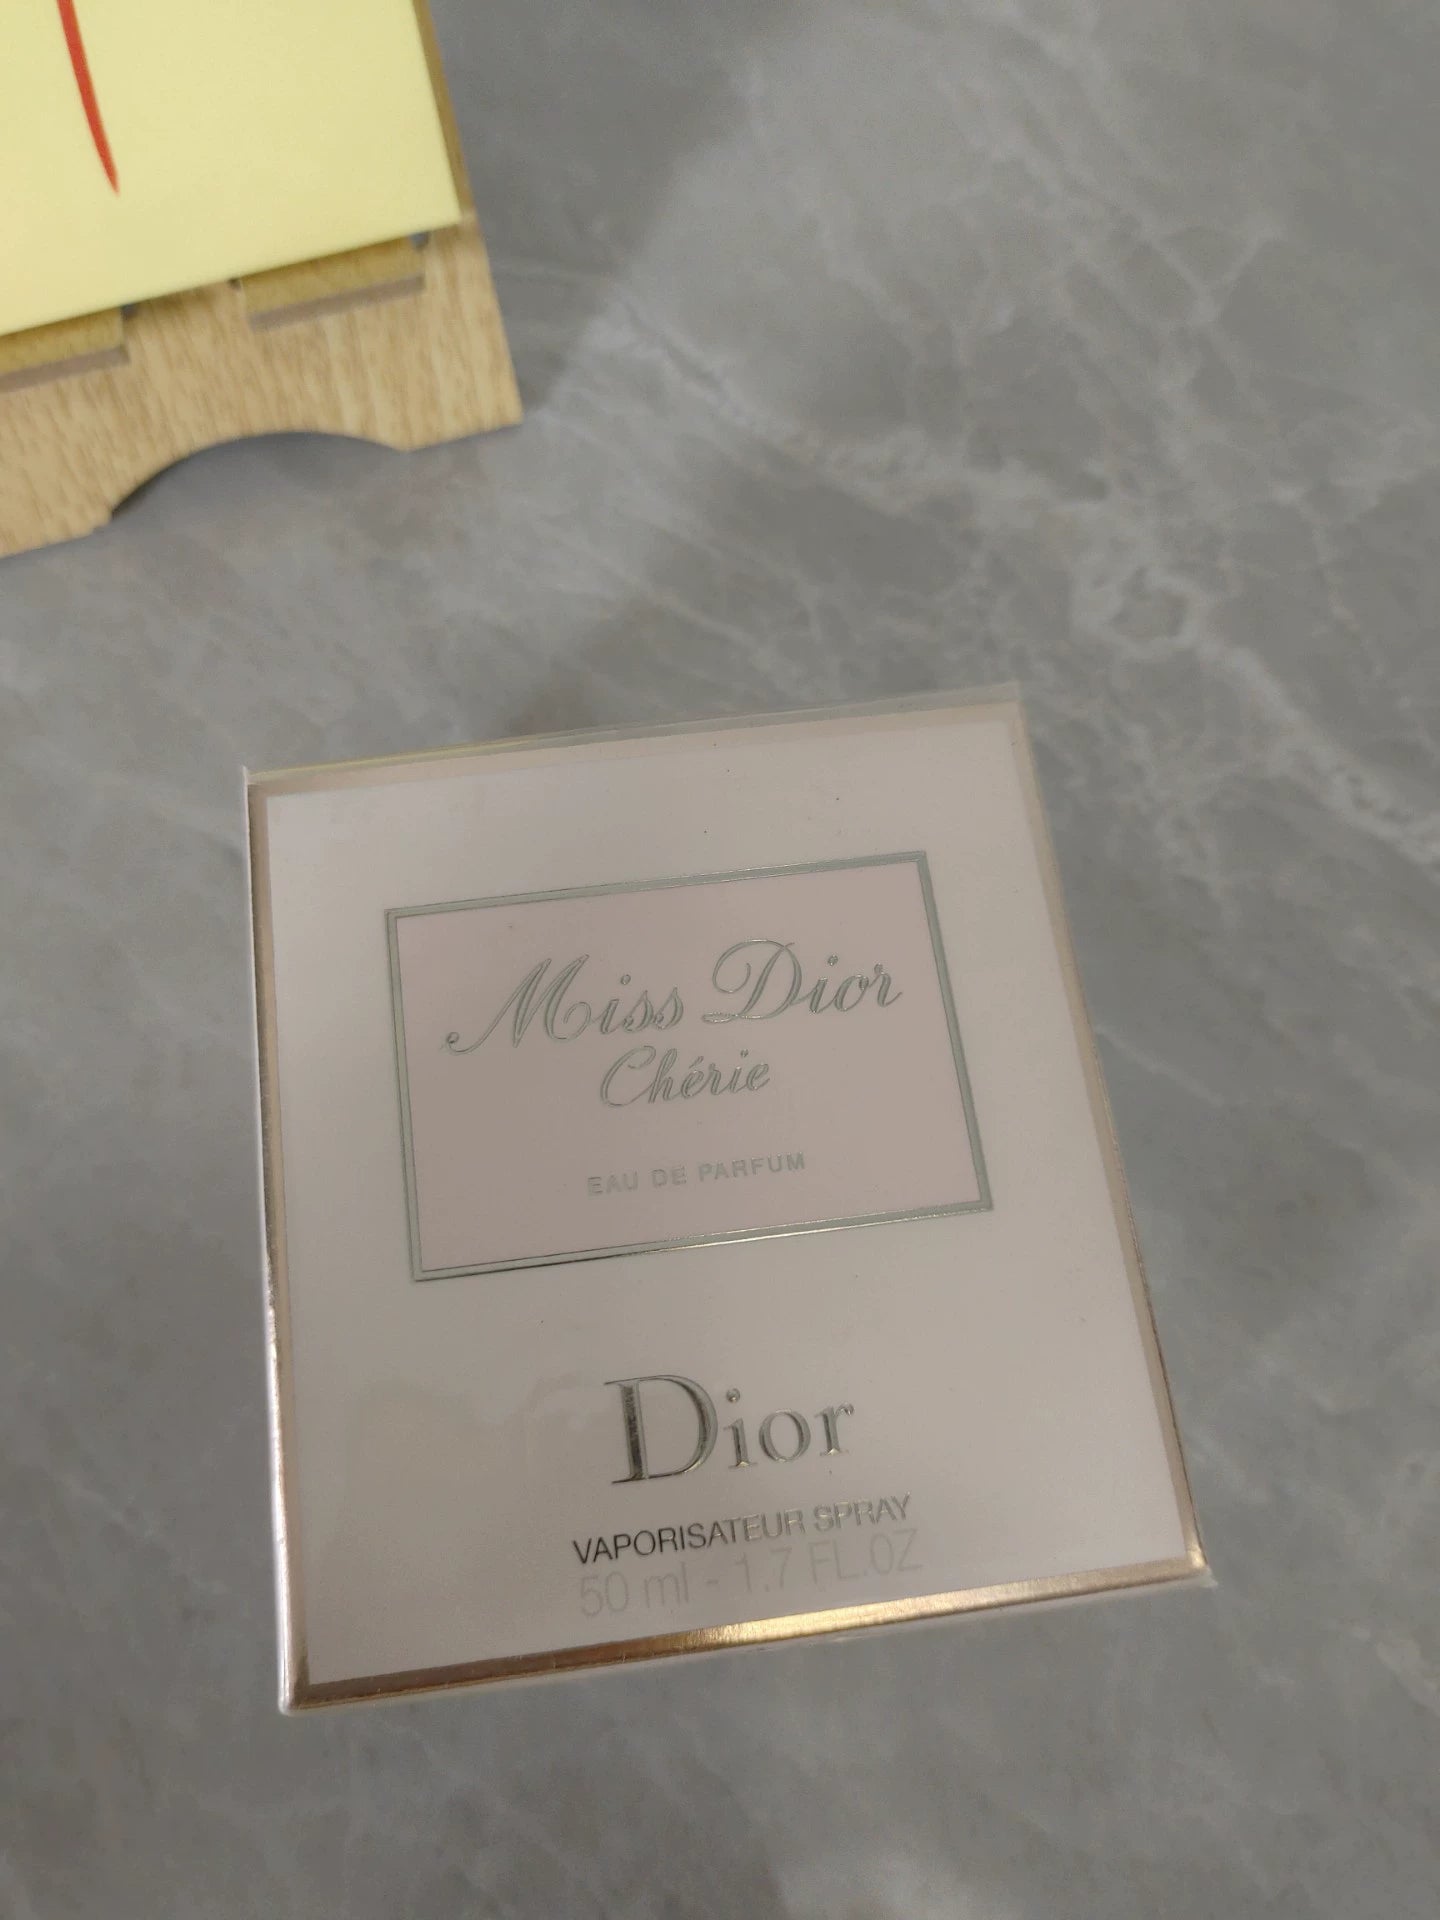 Miss Dior
Chérie
EAU DE PARFUM
Dior
VAPORISATEUR SPRAY
50 ml - 1.7 FL.OZ